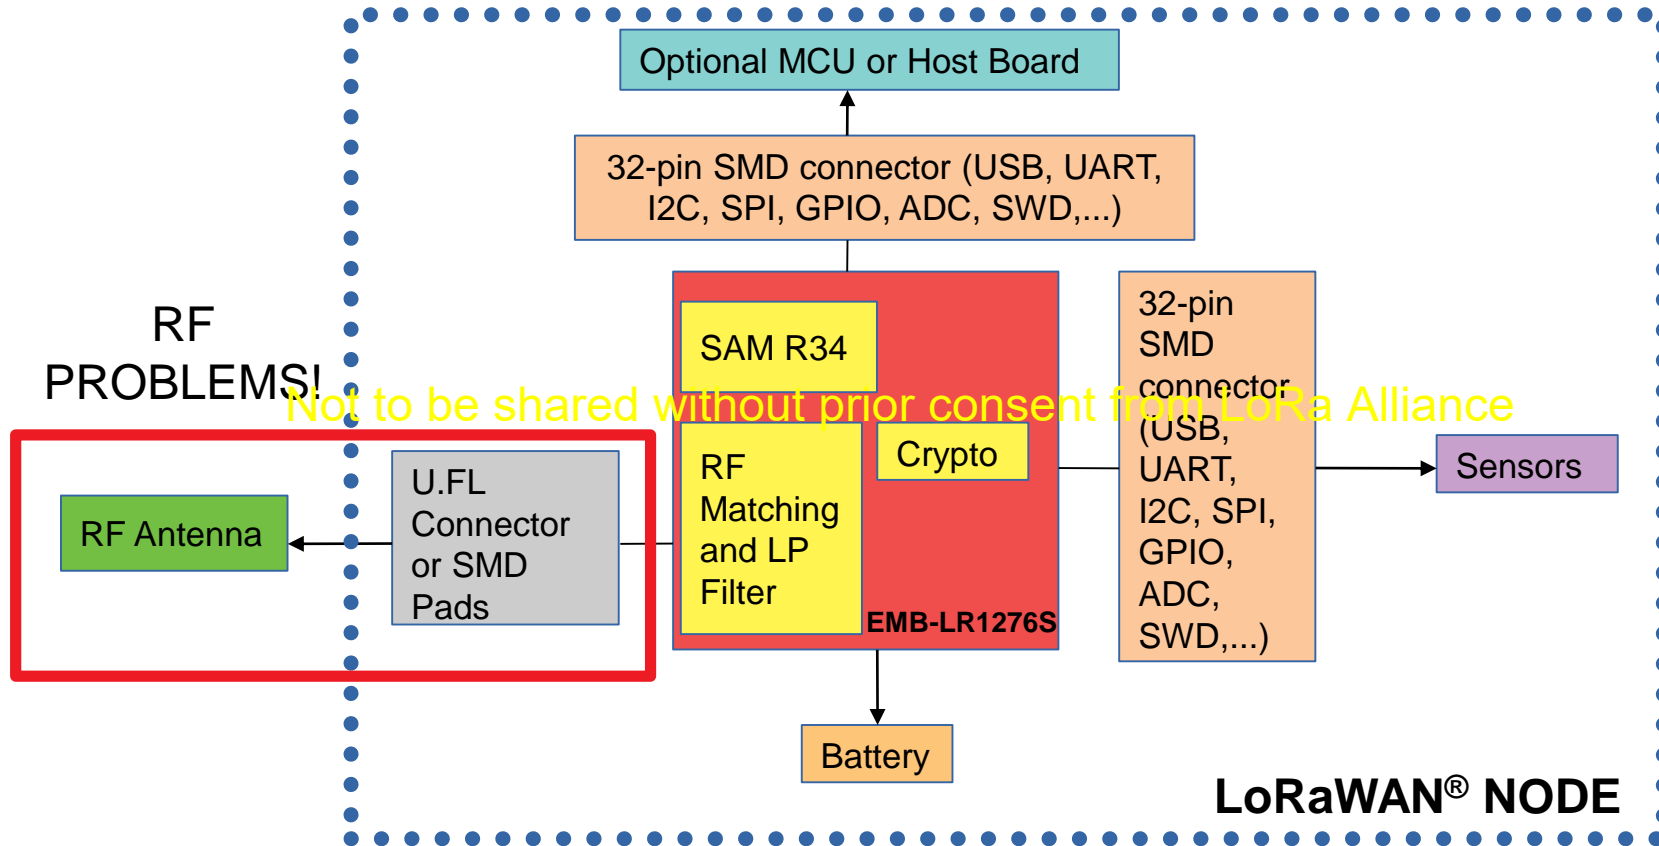 Optional MCU or Host Board
32-pin SMD connector (USB, UART,
I2C, SPI, GPIO, ADC, SWD,...)
RF
PROBLEMS!
SAM R34
Crypto
RF
Matching
and LP
Filter
EMB-LR1276S
32-pin
SMD
connector
(USB,
UART,
I2C, SPI,
GPIO,
ADC,
SWD,...)
Sensors
U.FL
Connector
or SMD
Pads
RF Antenna
Battery
LoRaWAN® NODE
Not to be shared without prior consent from LoRa Alliance